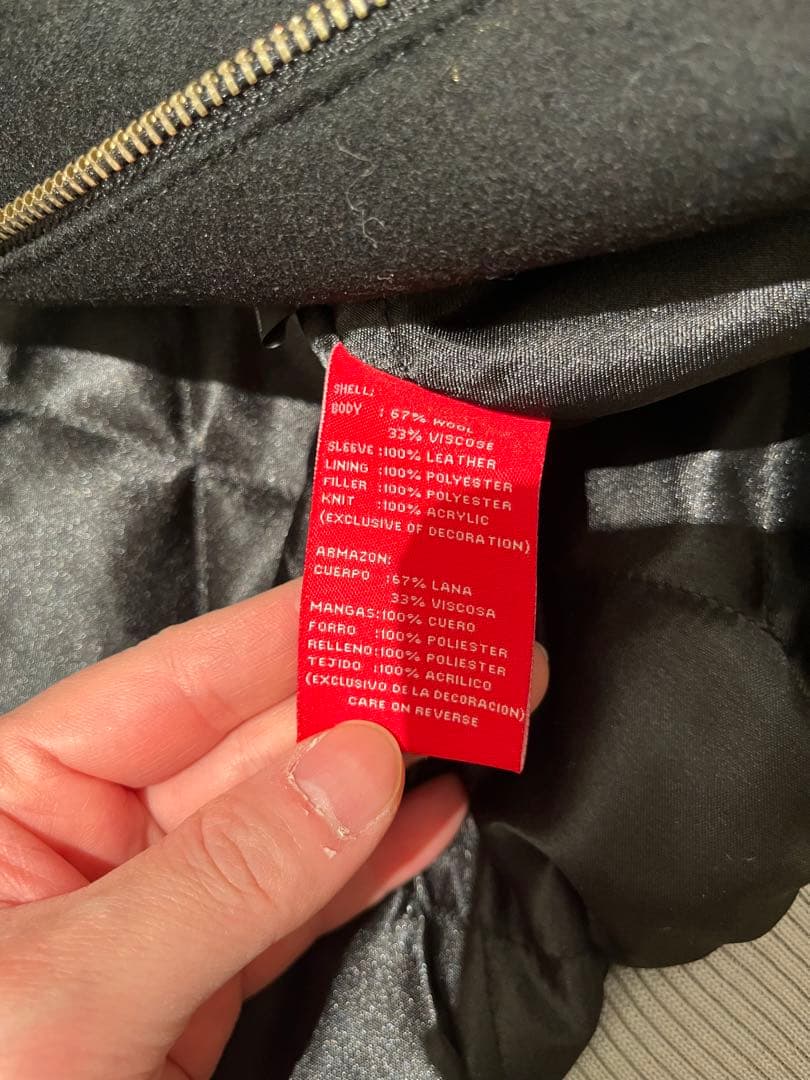 SHELL:
BODY : 67% WOOL
33% VISCOSE
SLEEVE :100% LEATHER
LINING :100% POLYESTER
FILLER :100% POLYESTER
KNIT :100% ACRYLIC
(EXCLUSIVE OF DECORATION)
ARMAZON:
CUERPO :67% LANA
33% VISCOSA
MANGAS:100% CUERO
FORRO :100% POLIESTER
RELLENO:100% POLIESTER
TEJIDO :100% ACRILICO
(EXCLUSIVO DE LA DECORACION)
CARE ON REVERSE